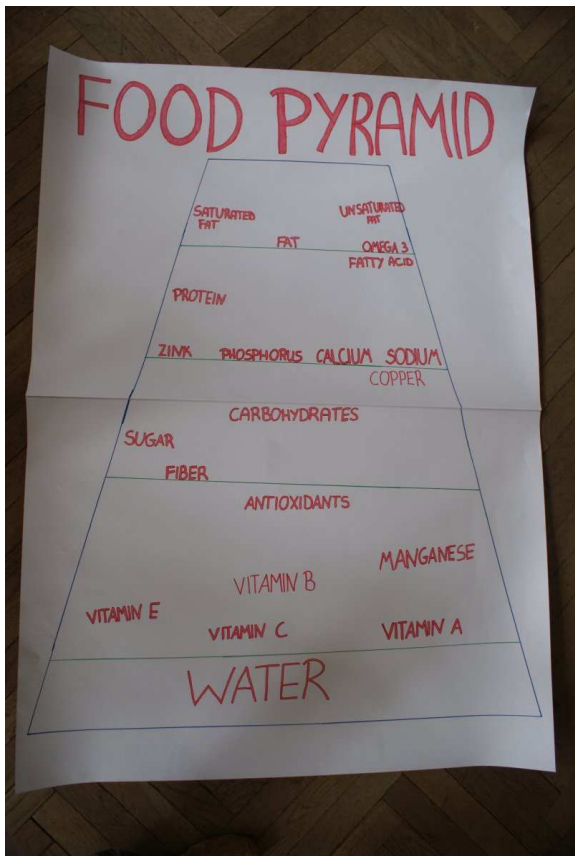 FOOD PYRAMID
SATURATED FAT
UNSATURATED FAT
FAT
OMEGA 3 FATTY ACID
PROTEIN
ZINK PHOSPHORUS CALCIUM SODIUM
COPPER
CARBOHYDRATES
SUGAR
FIBER
ANTIOXIDANTS
MANGANESE
VITAMIN B
VITAMIN E
VITAMIN C
VITAMIN A
WATER